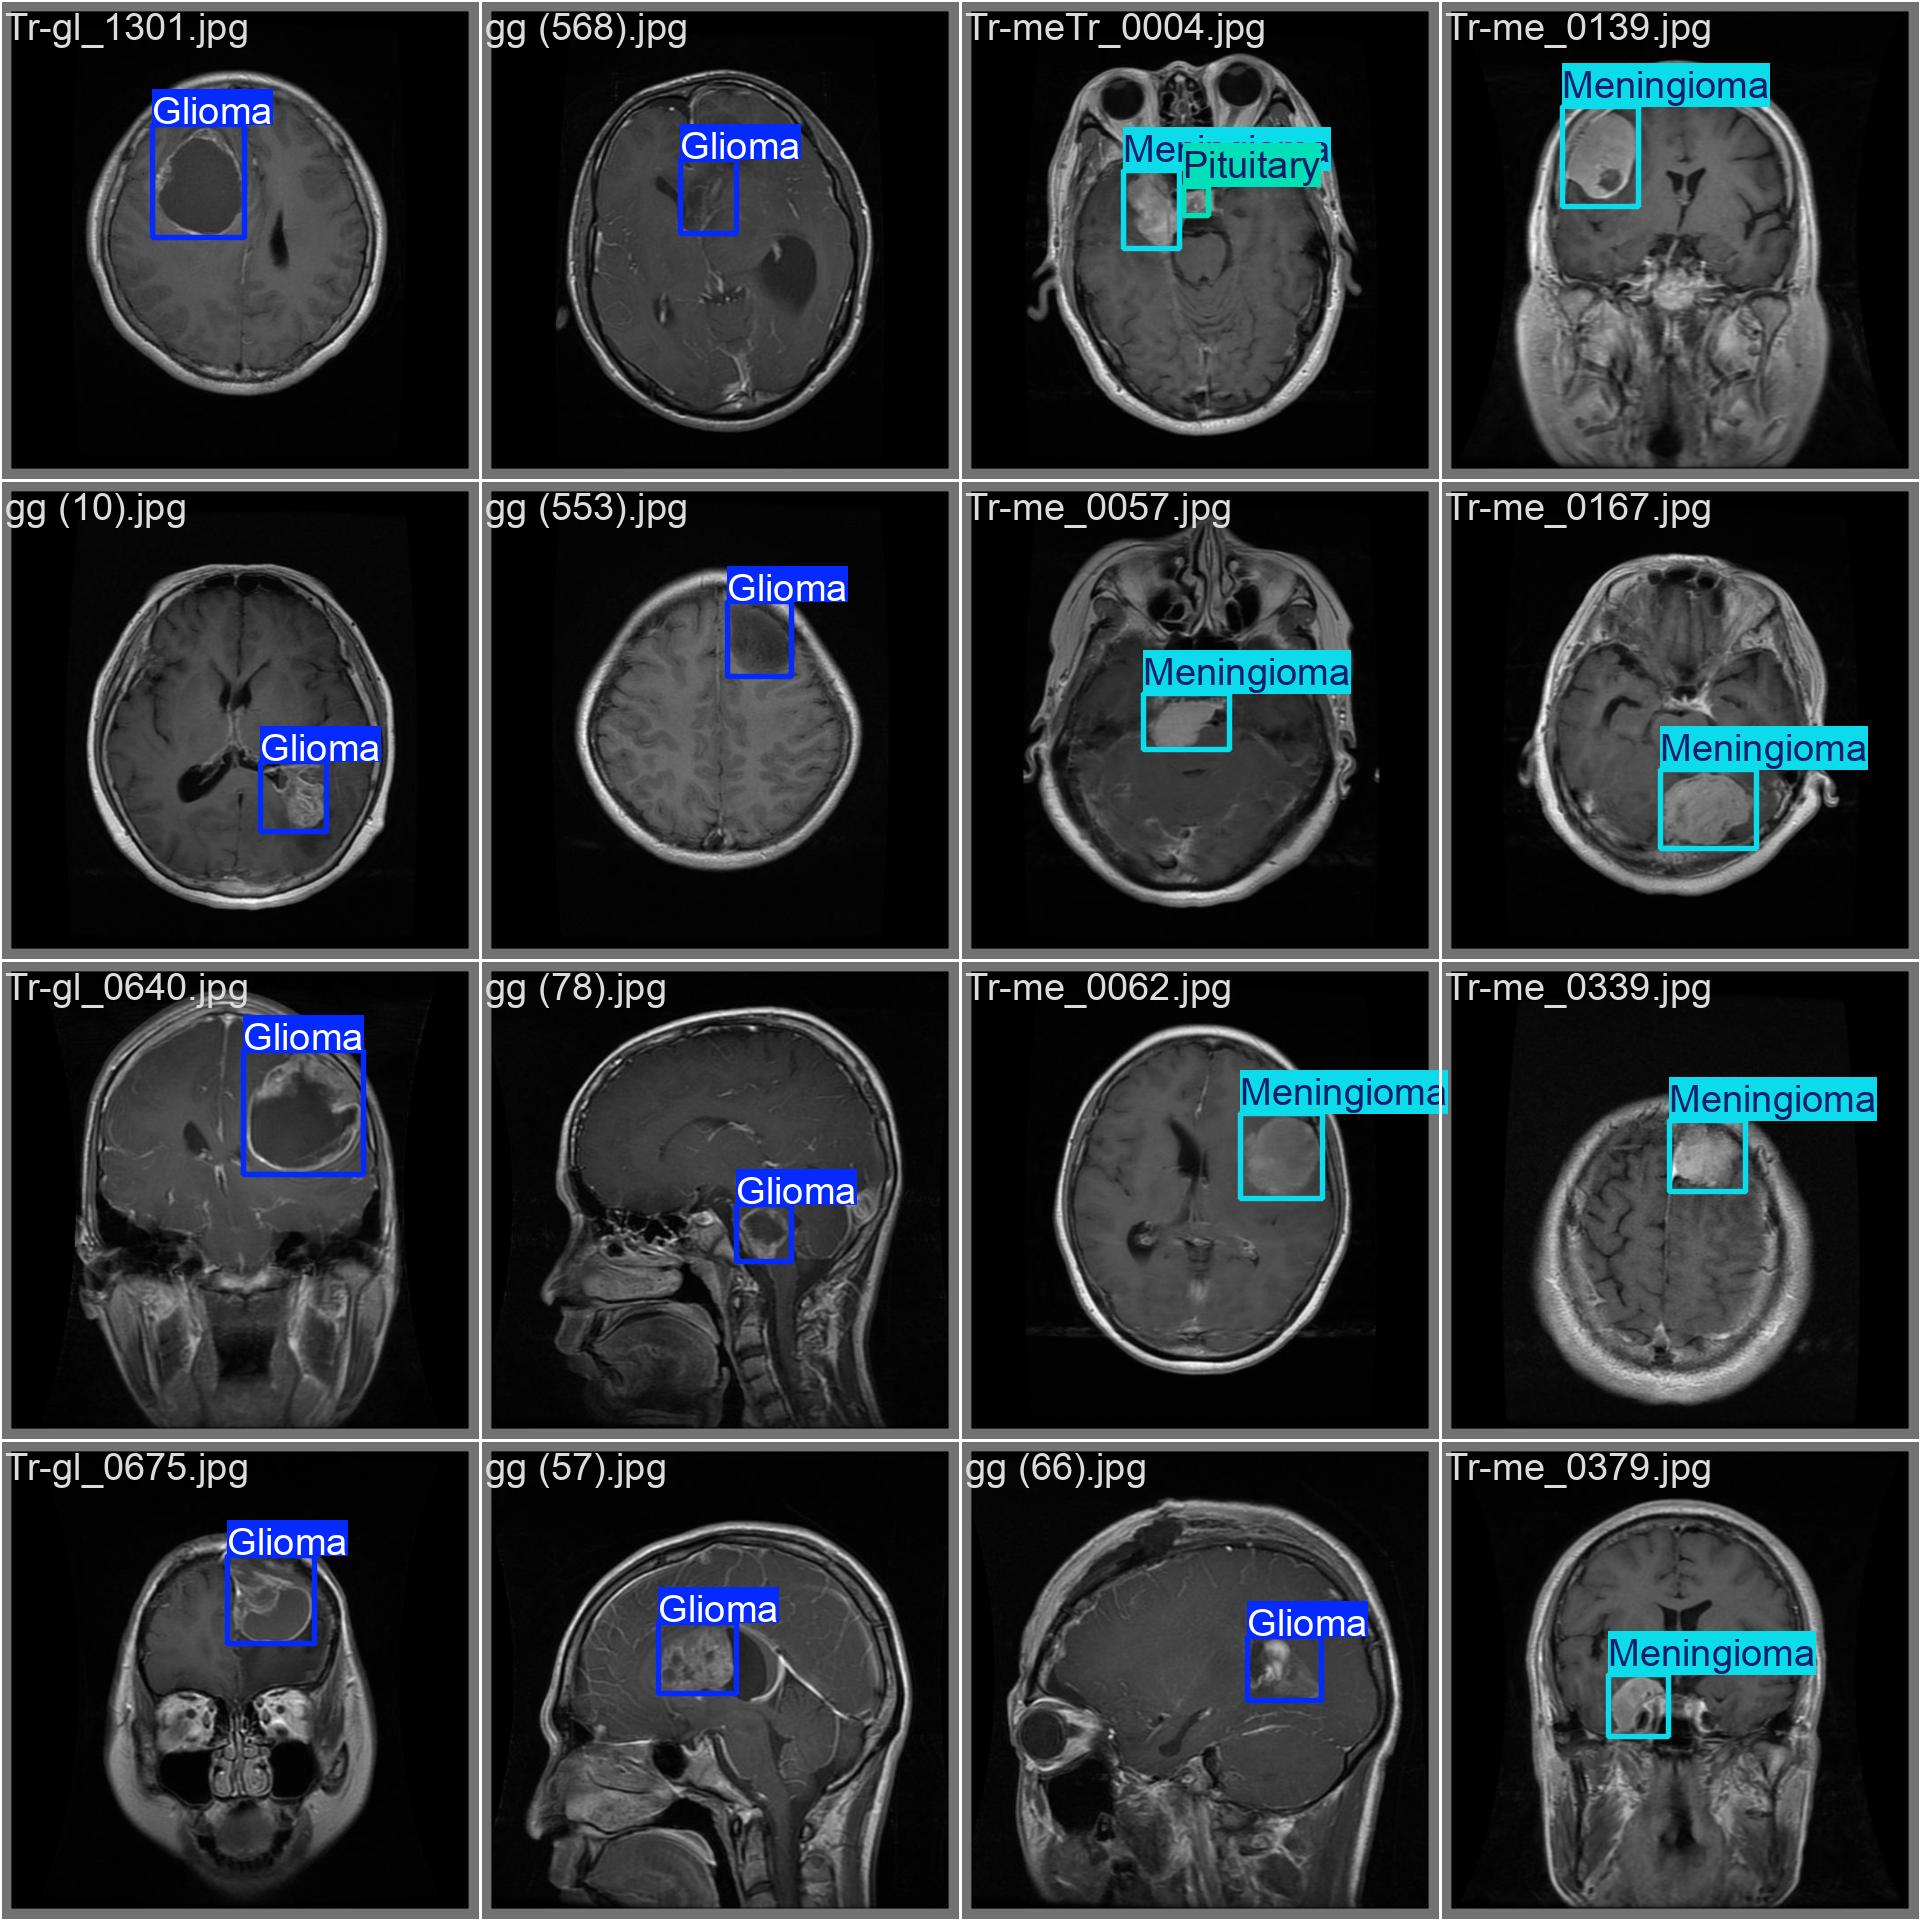 Tr-gl_1301.jpg
Glioma
gg (568).jpg
Glioma
Tr-meTr_0004.jpg
Meningioma
Pituitary
Tr-me_0139.jpg
Meningioma
gg (10).jpg
Glioma
gg (553).jpg
Glioma
Tr-me_0057.jpg
Meningioma
Tr-me_0167.jpg
Meningioma
Tr-gl_0640.jpg
Glioma
gg (78).jpg
Glioma
Tr-me_0062.jpg
Meningioma
Tr-me_0339.jpg
Meningioma
Tr-gl_0675.jpg
Glioma
gg (57).jpg
Glioma
gg (66).jpg
Glioma
Tr-me_0379.jpg
Meningioma